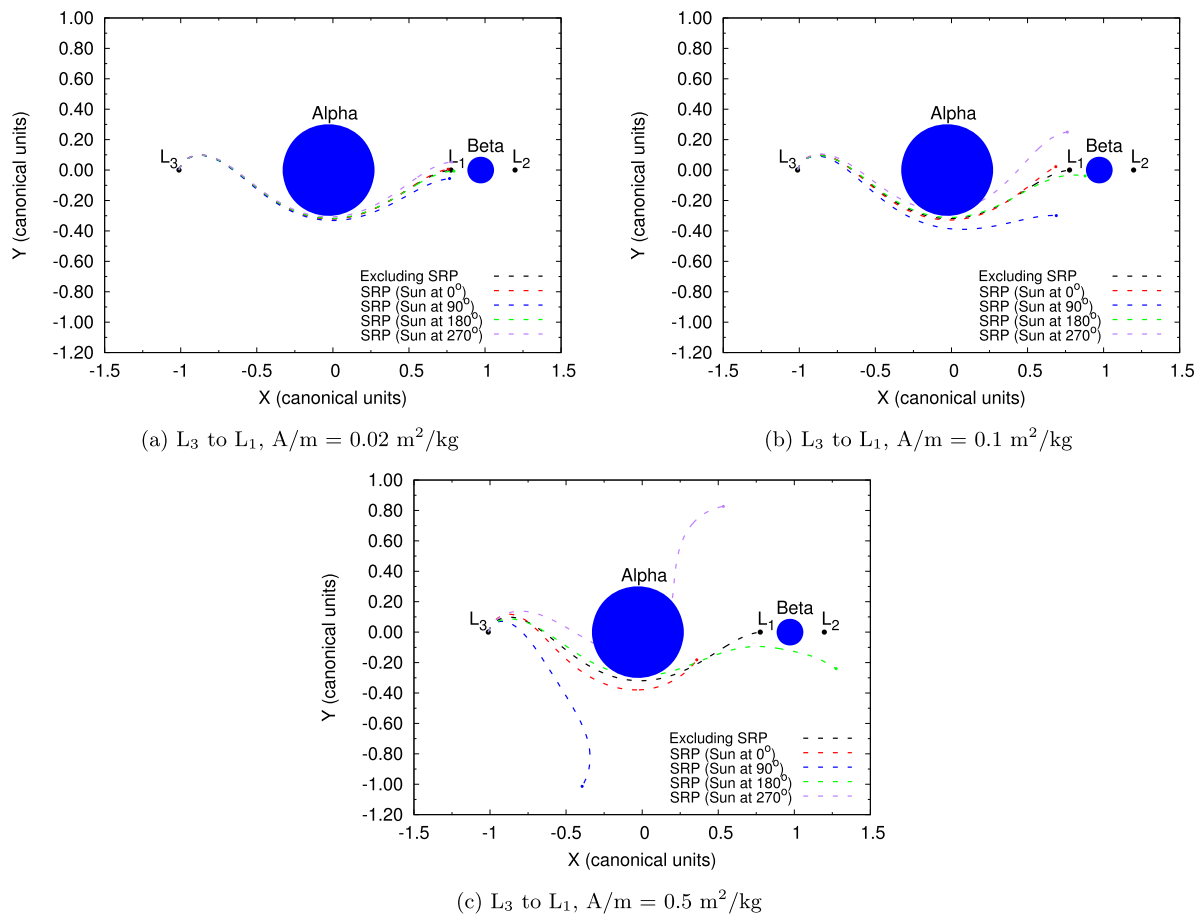 1.00
0.80
0.60
0.40
0.20
0.00
-0.20
-0.40
-0.60
-0.80
-1.00
-1.20
Y (canonical units)
Alpha
Beta
L3
L1
L2
Excluding SRP
SRP (Sun at 0°)
SRP (Sun at 90°)
SRP (Sun at 180°)
SRP (Sun at 270°)
-1.5 -1 -0.5 0 0.5 1 1.5
X (canonical units)
(a) L3 to L1, A/m = 0.02 m²/kg
1.00
0.80
0.60
0.40
0.20
0.00
-0.20
-0.40
-0.60
-0.80
-1.00
-1.20
Y (canonical units)
Alpha
Beta
L3
L1
L2
Excluding SRP
SRP (Sun at 0°)
SRP (Sun at 90°)
SRP (Sun at 180°)
SRP (Sun at 270°)
-1.5 -1 -0.5 0 0.5 1 1.5
X (canonical units)
(b) L3 to L1, A/m = 0.1 m²/kg
1.00
0.80
0.60
0.40
0.20
0.00
-0.20
-0.40
-0.60
-0.80
-1.00
-1.20
Y (canonical units)
Alpha
Beta
L3
L1
L2
Excluding SRP
SRP (Sun at 0°)
SRP (Sun at 90°)
SRP (Sun at 180°)
SRP (Sun at 270°)
-1.5 -1 -0.5 0 0.5 1 1.5
X (canonical units)
(c) L3 to L1, A/m = 0.5 m²/kg